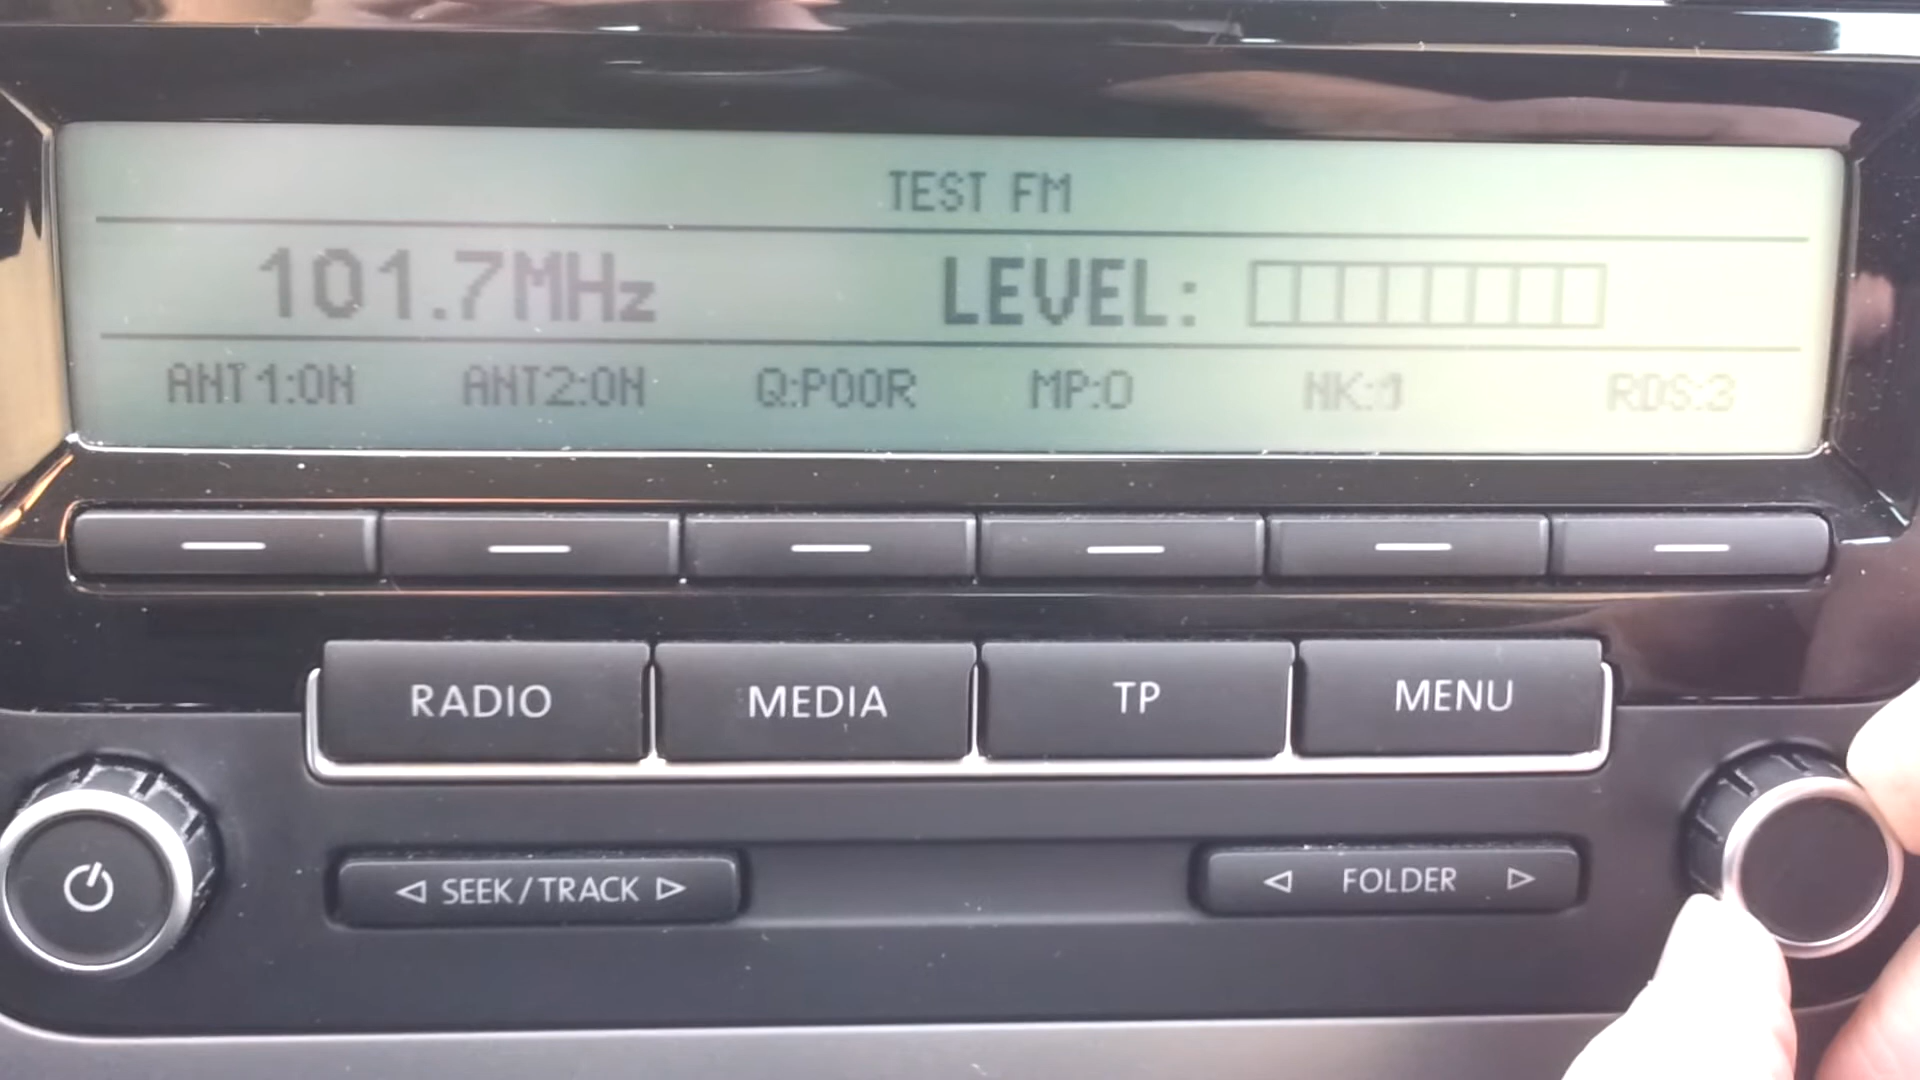 TEST FM
101.7MHz LEVEL:
ANT1:ON ANT2:ON Q:POOR MP:0 NK: RDS:3
RADIO MEDIA TP MENU
SEEK/TRACK FOLDER